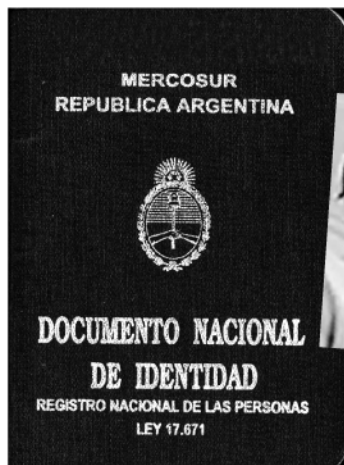 MERCOSUR
REPUBLICA ARGENTINA
DOCUMENTO NACIONAL
DE IDENTIDAD
REGISTRO NACIONAL DE LAS PERSONAS
LEY 17.671